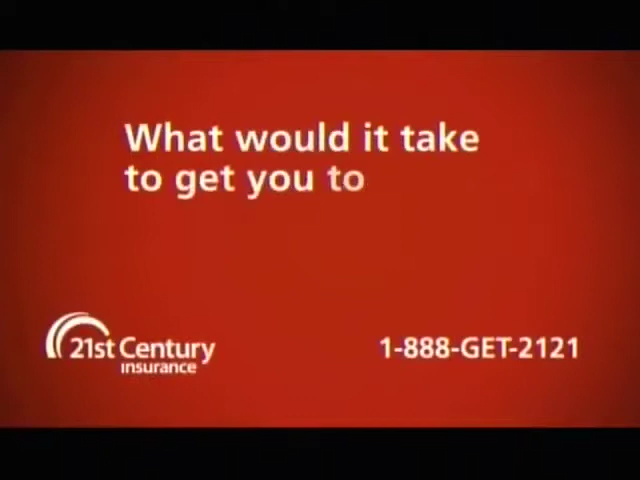 What would it take
to get you to
21st Century
insurance
1-888-GET-2121